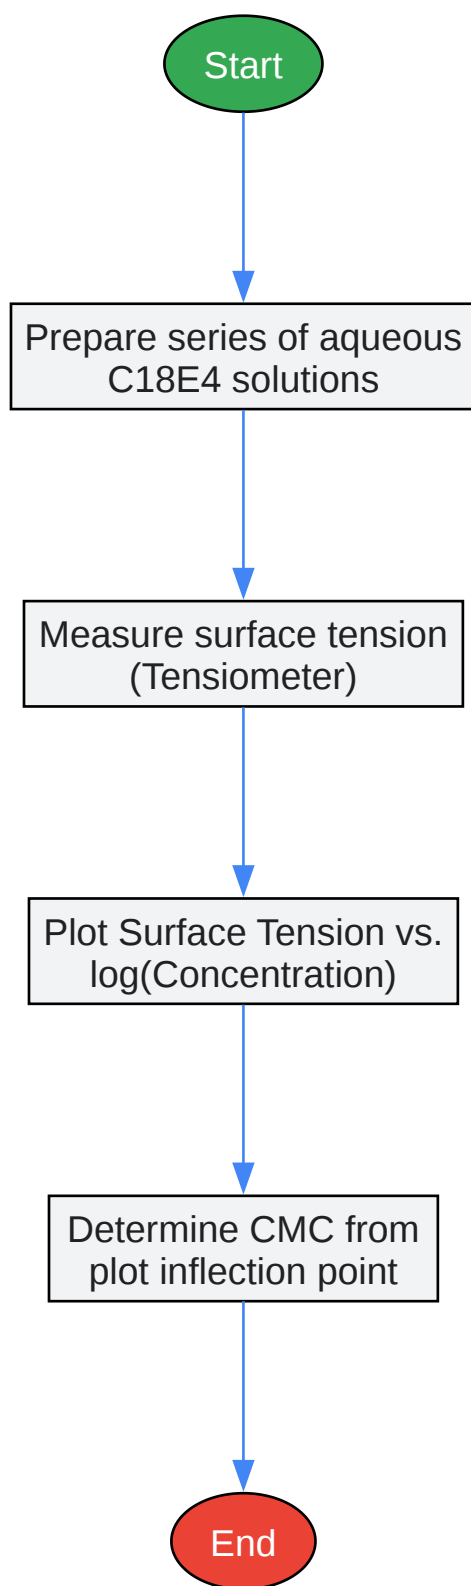 Start
Prepare series of aqueous
C18E4 solutions
Measure surface tension
(Tensiometer)
Plot Surface Tension vs.
log(Concentration)
Determine CMC from
plot inflection point
End